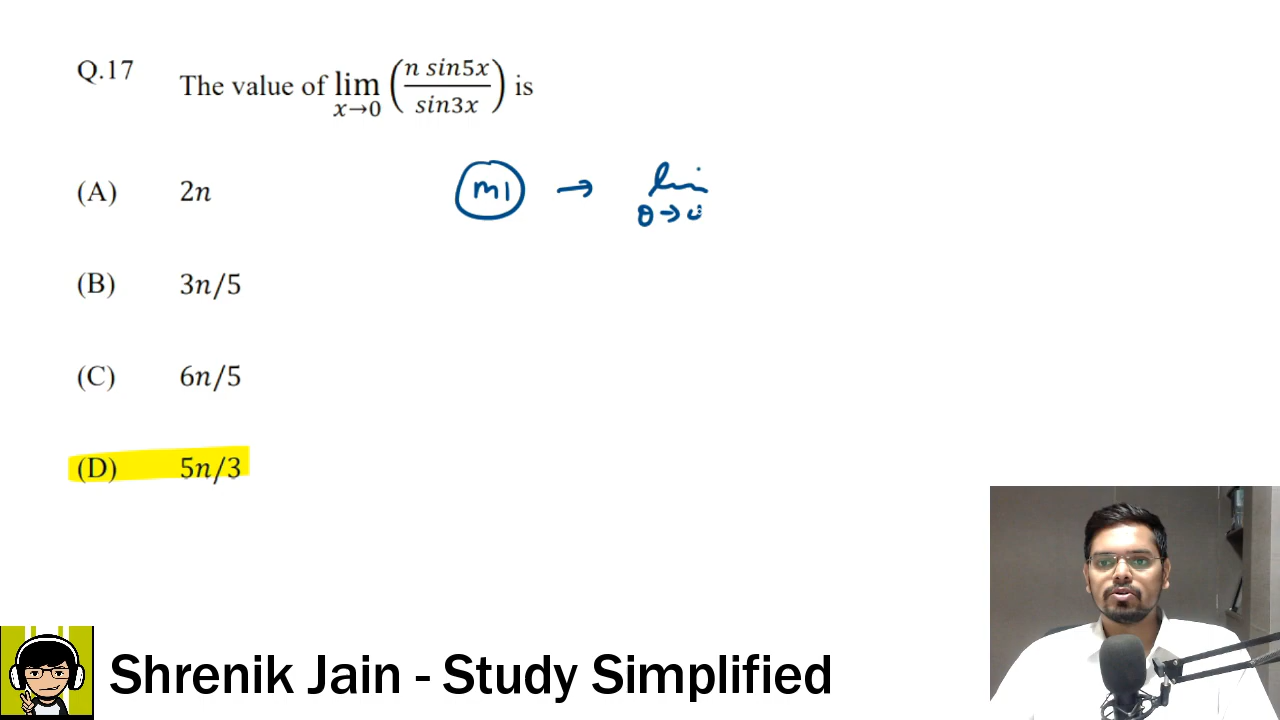 Q.17 The value of lim x→0 (n sin5x / sin3x) is
m1 → lim
θ→0
(A) 2n
(B) 3n/5
(C) 6n/5
(D) 5n/3
Shrenik Jain - Study Simplified